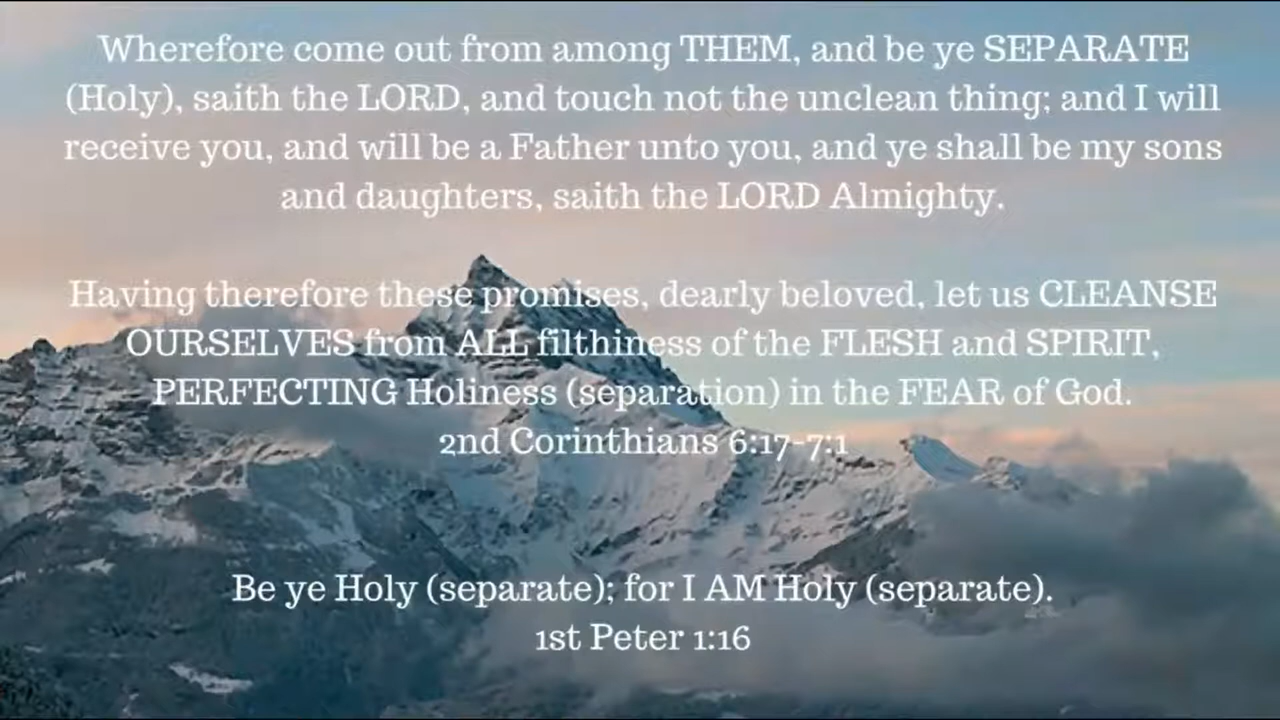 Wherefore come out from among THEM, and be ye SEPARATE
(Holy), saith the LORD, and touch not the unclean thing; and I will
receive you, and will be a Father unto you, and ye shall be my sons
and daughters, saith the LORD Almighty.
Having therefore these promises, dearly beloved, let us CLEANSE
OURSELVES from ALL filthiness of the FLESH and SPIRIT,
PERFECTING Holiness (separation) in the FEAR of God.
2nd Corinthians 6:17-7:1
Be ye Holy (separate); for I AM Holy (separate).
1st Peter 1:16